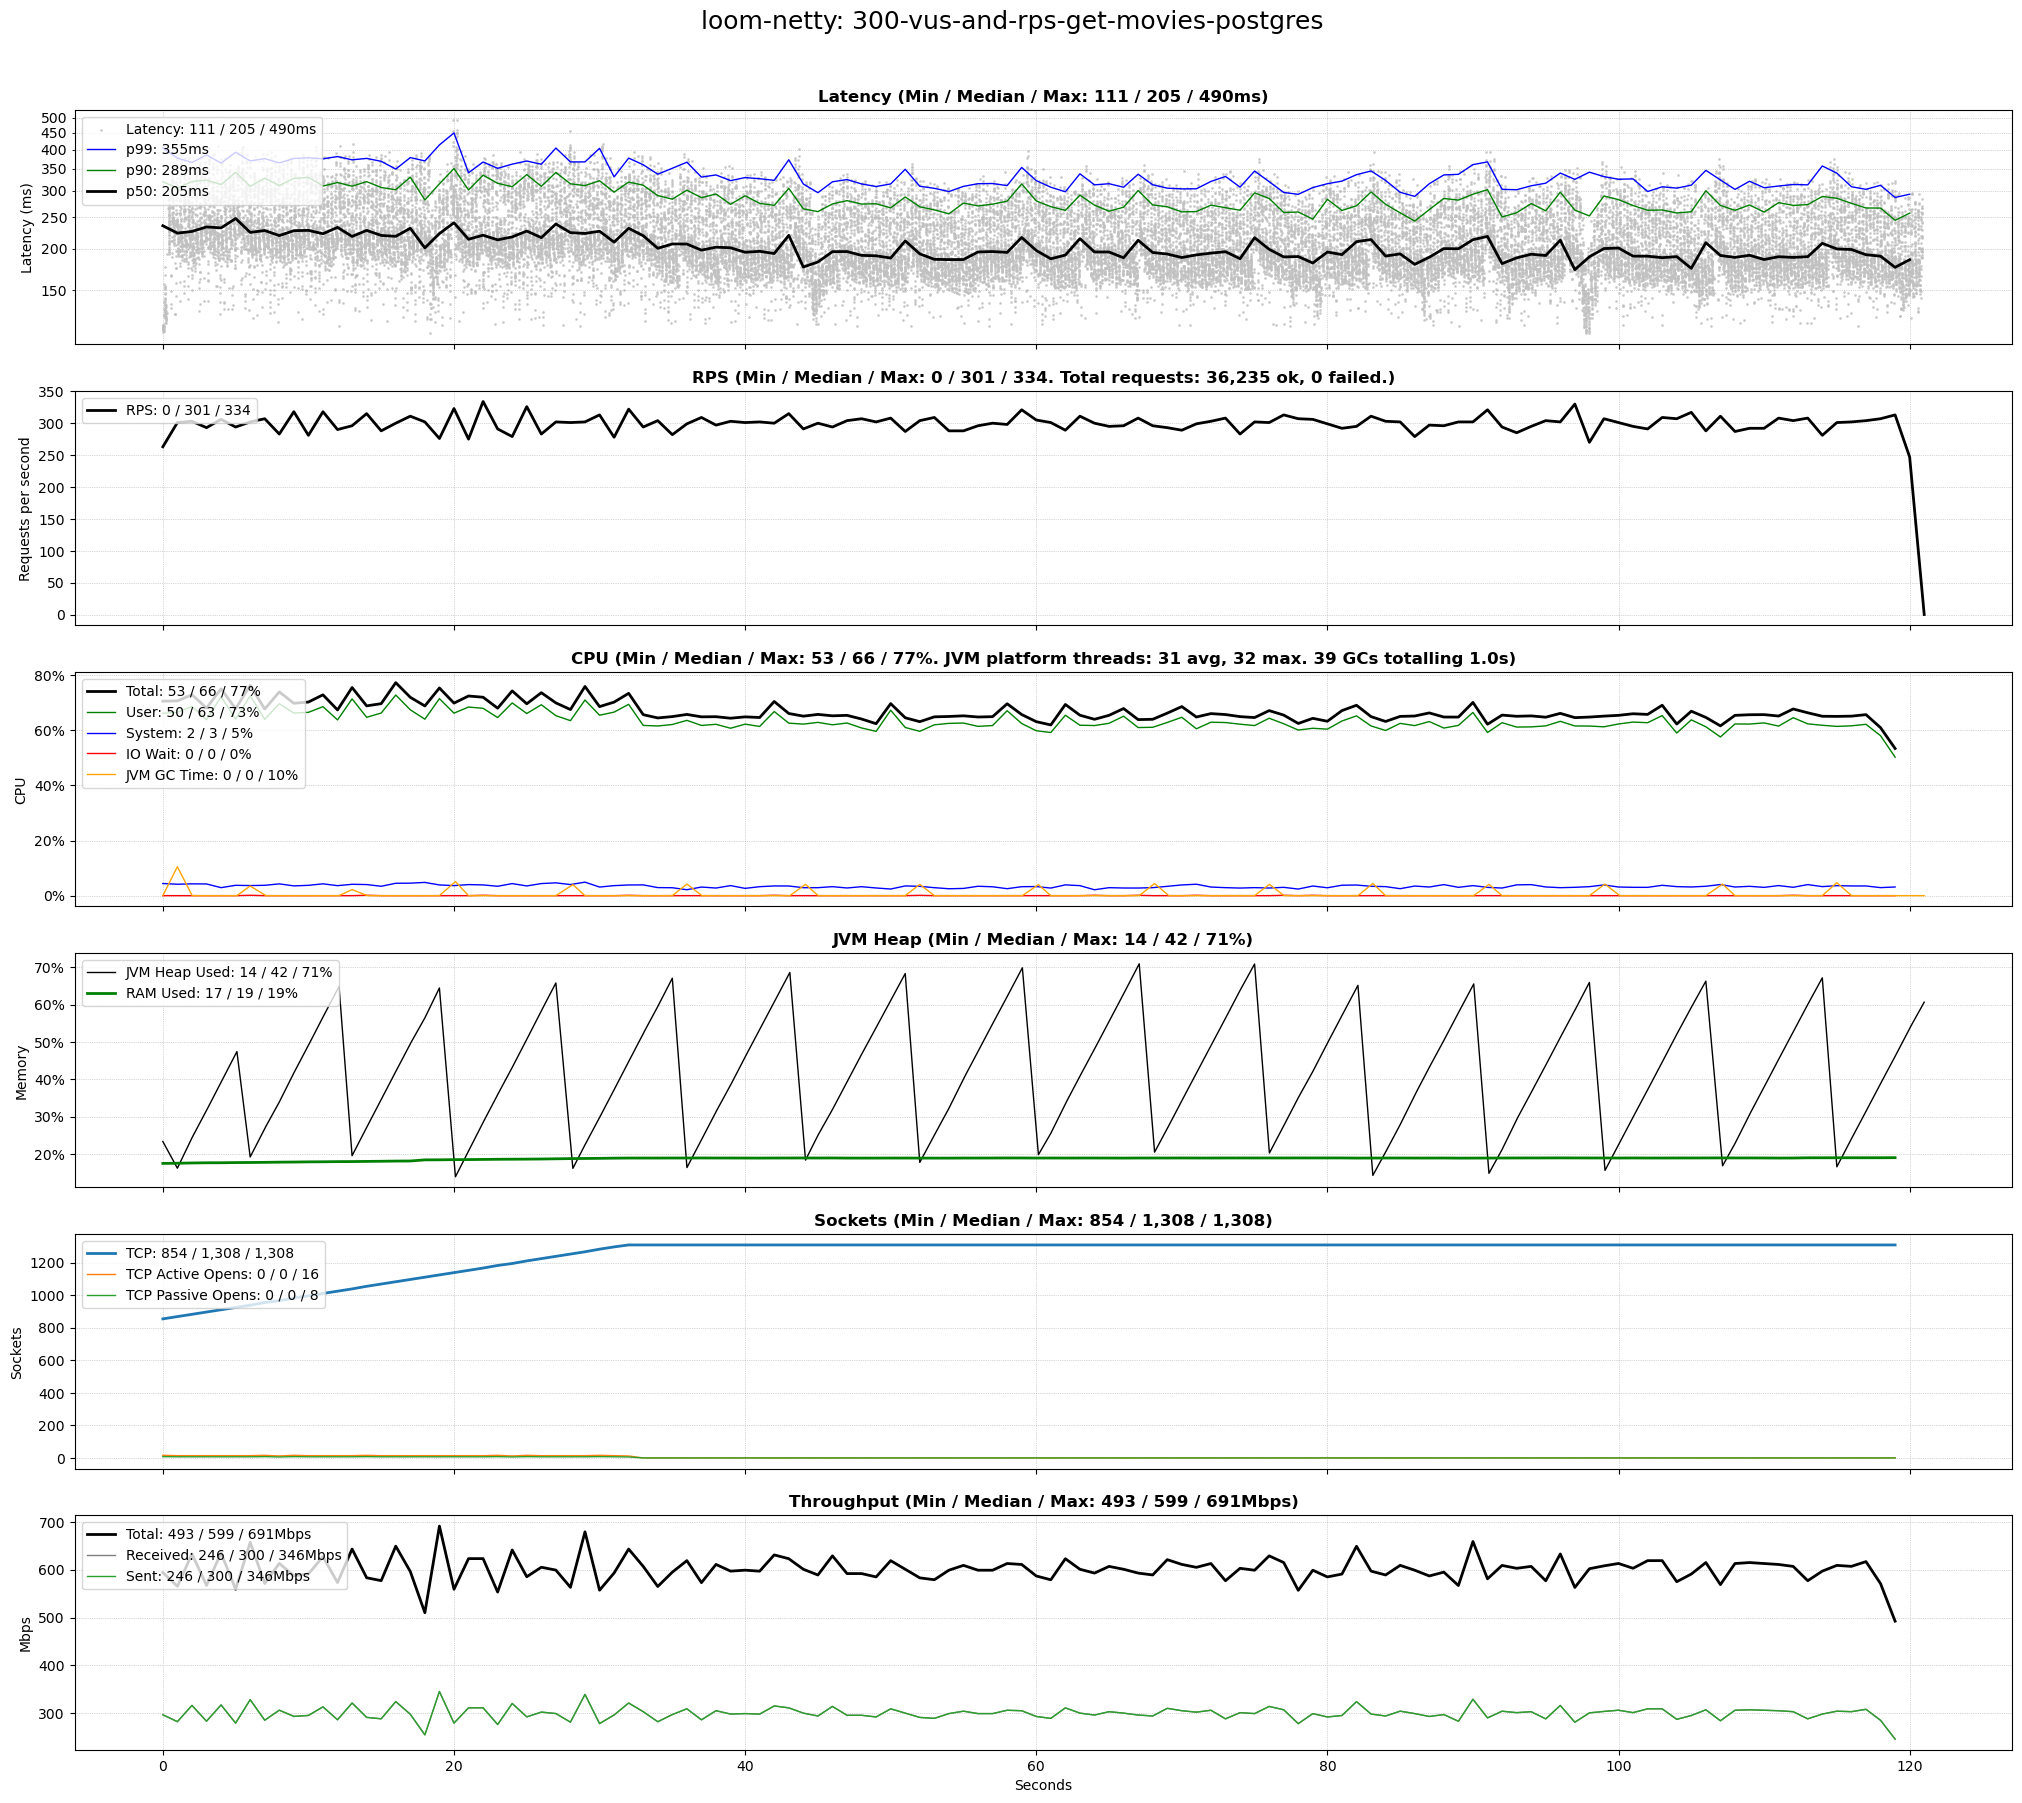 loom-netty: 300-vus-and-rps-get-movies-postgres
Latency (Min / Median / Max: 111 / 205 / 490ms)
Latency (ms)
500
450
400
350
300
250
200
150
Latency: 111 / 205 / 490ms
p99: 355ms
p90: 289ms
p50: 205ms
RPS (Min / Median / Max: 0 / 301 / 334. Total requests: 36,235 ok, 0 failed.)
Requests per second
350
300
250
200
150
100
50
0
RPS: 0 / 301 / 334
CPU (Min / Median / Max: 53 / 66 / 77%. JVM platform threads: 31 avg, 32 max. 39 GCs totalling 1.0s)
CPU
80%
60%
40%
20%
0%
Total: 53 / 66 / 77%
User: 50 / 63 / 73%
System: 2 / 3 / 5%
IO Wait: 0 / 0 / 0%
JVM GC Time: 0 / 0 / 10%
JVM Heap (Min / Median / Max: 14 / 42 / 71%)
Memory
70%
60%
50%
40%
30%
20%
JVM Heap Used: 14 / 42 / 71%
RAM Used: 17 / 19 / 19%
Sockets (Min / Median / Max: 854 / 1,308 / 1,308)
Sockets
1200
1000
800
600
400
200
0
TCP: 854 / 1,308 / 1,308
TCP Active Opens: 0 / 0 / 16
TCP Passive Opens: 0 / 0 / 8
Throughput (Min / Median / Max: 493 / 599 / 691Mbps)
Mbps
700
600
500
400
300
Total: 493 / 599 / 691Mbps
Received: 246 / 300 / 346Mbps
Sent: 246 / 300 / 346Mbps
0
20
40
60
80
100
120
Seconds